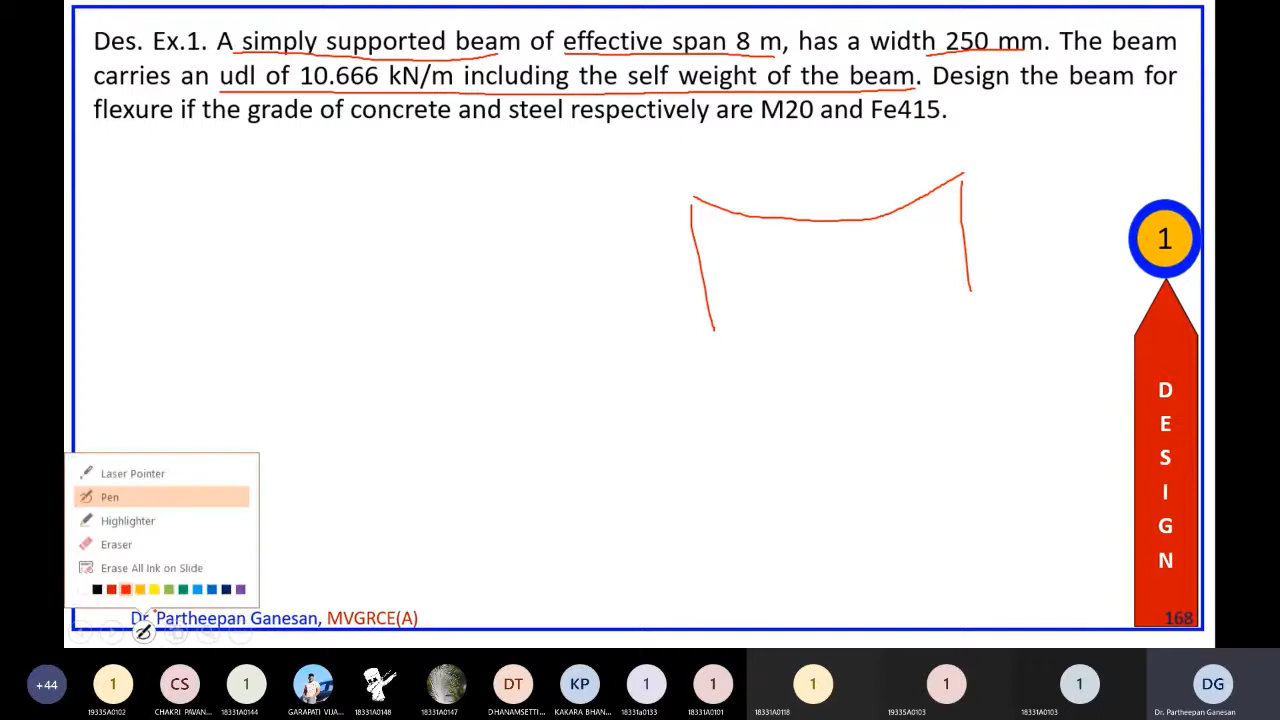 Des. Ex.1. A simply supported beam of effective span 8 m, has a width 250 mm. The beam
carries an udl of 10.666 kN/m including the self weight of the beam. Design the beam for
flexure if the grade of concrete and steel respectively are M20 and Fe415.
1
D
E
S
I
G
N
Laser Pointer
Pen
Highlighter
Eraser
Erase All Ink on Slide
Dr. Partheepan Ganesan, MVGRCE(A)
168
+44
1
CS
1
DT
KP
1
1
1
1
1
DG
19335A0102
CHAKRI PAVAN...
18331A0144
GARAPATI VIJA...
18331A0148
18331A0147
DHANAMSETTI...
KAKARA BHAN...
18331a0133
18331A0101
18331A0118
19335A0103
18331A0103
Dr. Partheepan Ganesan